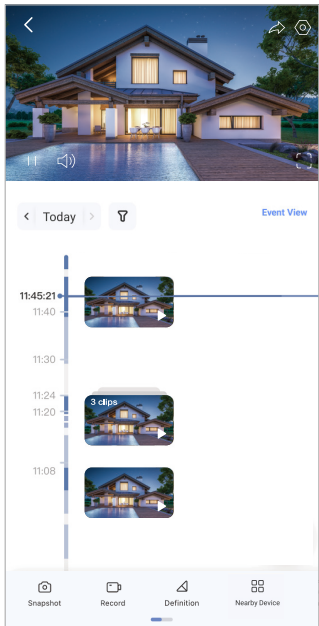 Today
Event View
11:45:21
11:40
11:30
11:24
3 clips
11:20
11:08
Snapshot
Record
Definition
Nearby Device